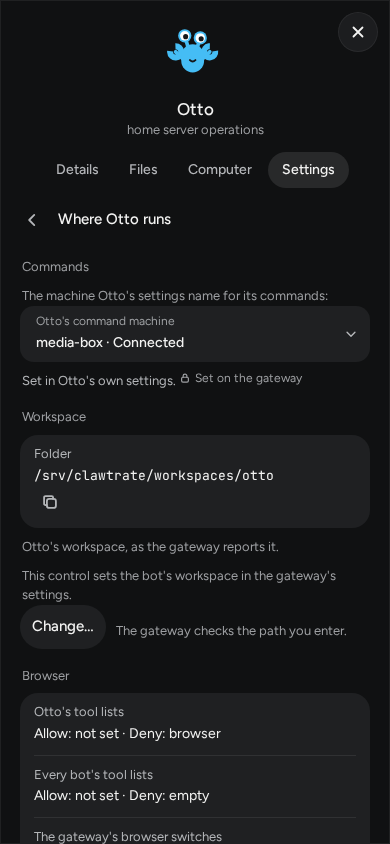 Otto
home server operations
Details Files Computer Settings
Where Otto runs
Commands
The machine Otto's settings name for its commands:
Otto's command machine
media-box · Connected
Set in Otto's own settings. Set on the gateway
Workspace
Folder
/srv/clawtrate/workspaces/otto
Otto's workspace, as the gateway reports it.
This control sets the bot's workspace in the gateway's
settings.
Change... The gateway checks the path you enter.
Browser
Otto's tool lists
Allow: not set · Deny: browser
Every bot's tool lists
Allow: not set · Deny: empty
The gateway's browser switches